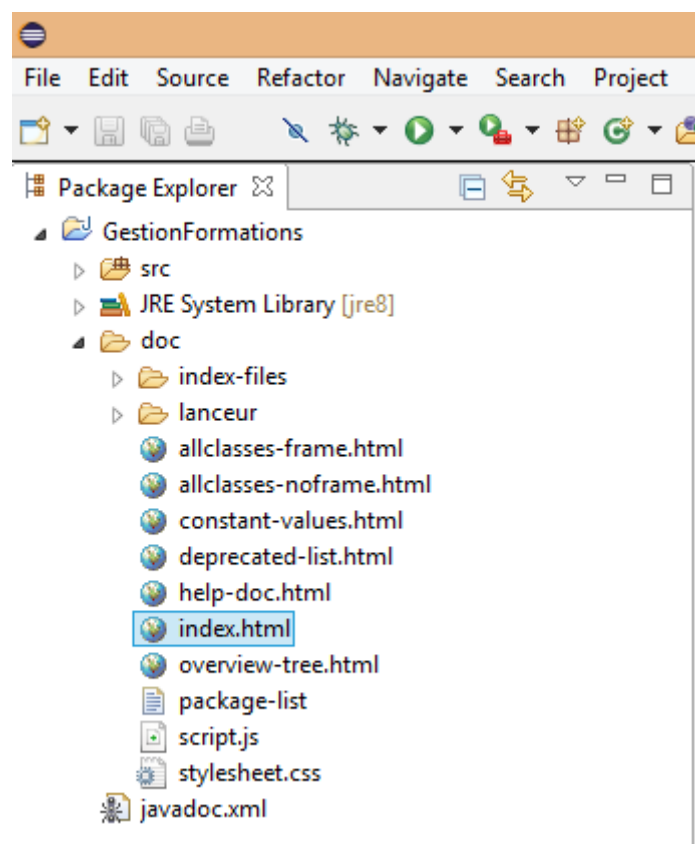 File Edit Source Refactor Navigate Search Project
Package Explorer
GestionFormations
src
JRE System Library [jre8]
doc
index-files
lanceur
allclasses-frame.html
allclasses-noframe.html
constant-values.html
deprecated-list.html
help-doc.html
index.html
overview-tree.html
package-list
script.js
stylesheet.css
javadoc.xml